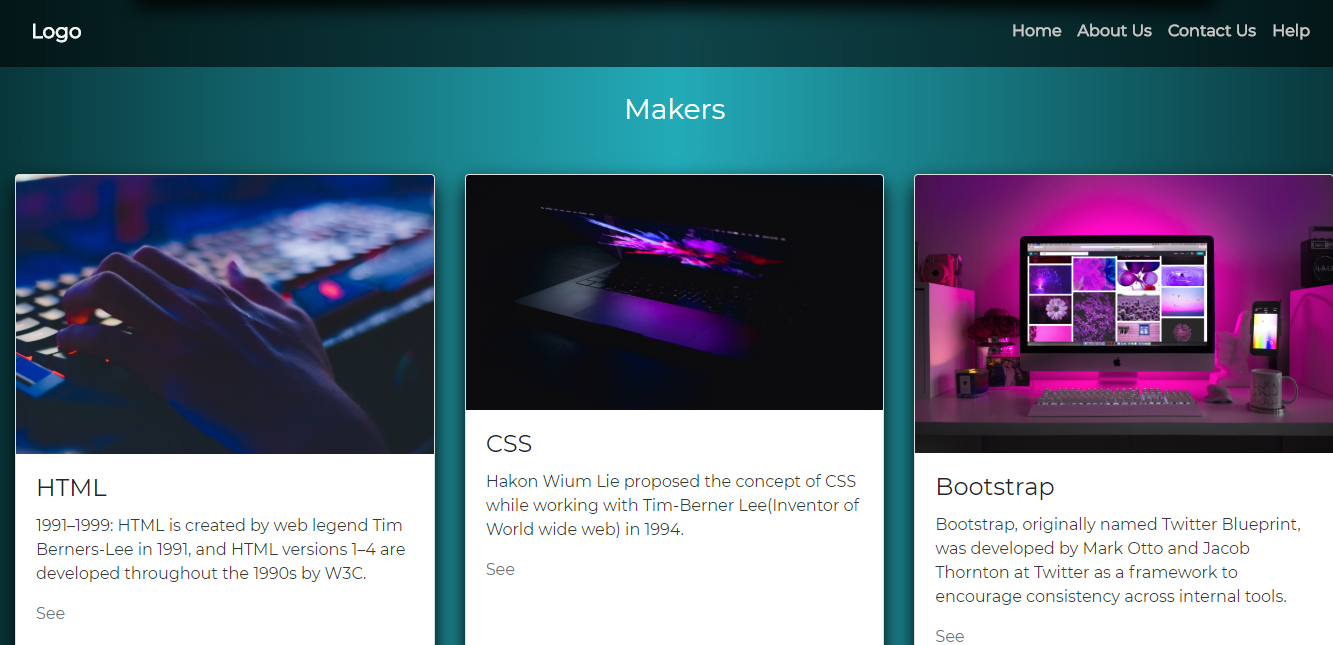 Logo
Home About Us Contact Us Help
Makers
HTML
1991–1999: HTML is created by web legend Tim
Berners-Lee in 1991, and HTML versions 1–4 are
developed throughout the 1990s by W3C.
See
CSS
Hakon Wium Lie proposed the concept of CSS
while working with Tim-Berner Lee(Inventor of
World wide web) in 1994.
See
Bootstrap
Bootstrap, originally named Twitter Blueprint,
was developed by Mark Otto and Jacob
Thornton at Twitter as a framework to
encourage consistency across internal tools.
See